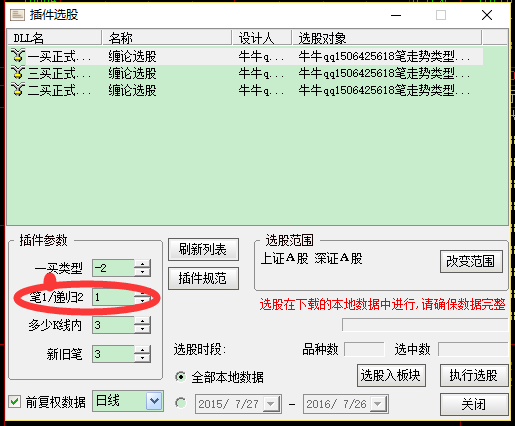 插件选股
DLL名 名称 设计人 选股对象
一买正式... 缠论选股 牛牛q... 牛牛qq1506425618笔走势类型...
三买正式... 缠论选股 牛牛q... 牛牛qq1506425618笔走势类型...
二买正式... 缠论选股 牛牛q... 牛牛qq1506425618笔走势类型...
插件参数
一买类型 -2
笔1/递归2 1
多少K线内 3
新旧笔 3
前复权数据 日线
刷新列表
插件规范
选股范围
上证A股 深证A股
改变范围
选股在下载的本地数据中进行,请确保数据完整
选股时段:
品种数 选中数
全部本地数据
选股入板块 执行选股
2015/ 7/27 - 2016/ 7/26
关闭